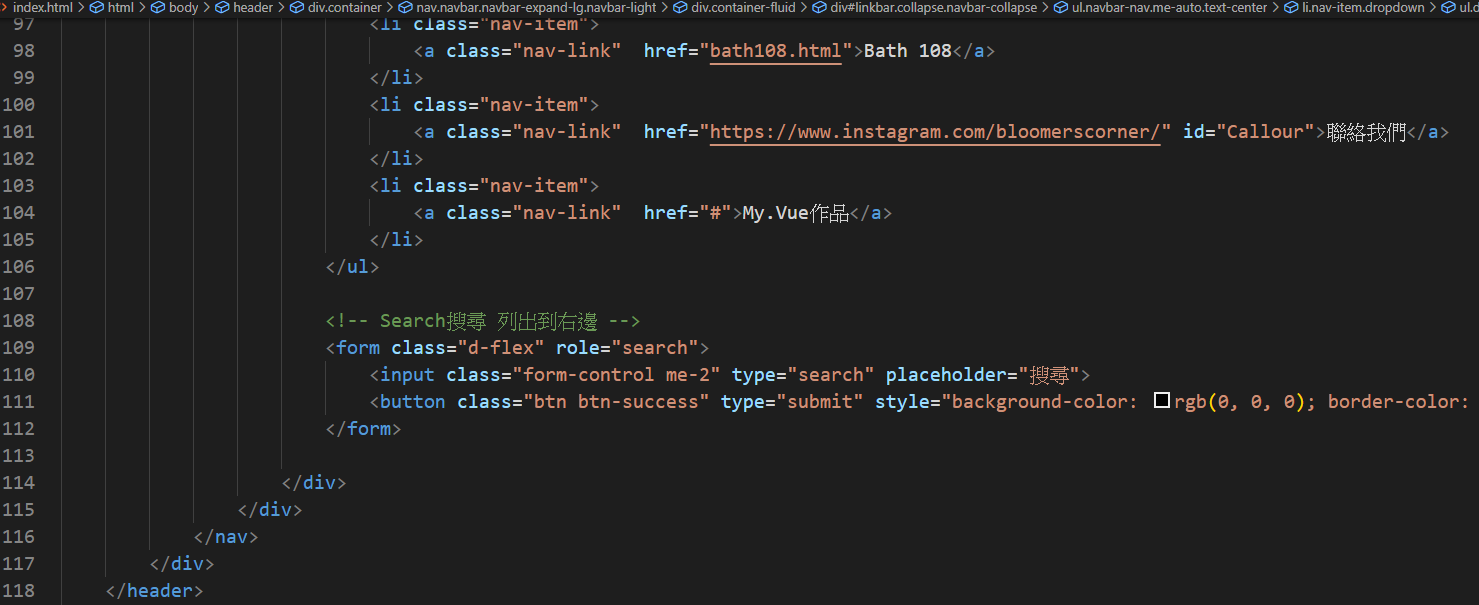 index.html > html > body > header > div.container > nav.navbar.navbar-expand-lg.navbar-light > div.container-fluid > div#linkbar.collapse.navbar-collapse > ul.navbar-nav.me-auto.text-center > li.nav-item.dropdown > ul.d
97 <li class="nav-item">
98 <a class="nav-link"  href="bath108.html">Bath 108</a>
99 </li>
100 <li class="nav-item">
101 <a class="nav-link"  href="https://www.instagram.com/bloomerscorner/" id="Callour">聯絡我們</a>
102 </li>
103 <li class="nav-item">
104 <a class="nav-link"  href="#">My.Vue作品</a>
105 </li>
106 </ul>
107
108 <!-- Search搜尋 列出到右邊 -->
109 <form class="d-flex" role="search">
110 <input class="form-control me-2" type="search" placeholder="搜尋">
111 <button class="btn btn-success" type="submit" style="background-color: rgb(0, 0, 0); border-color:
112 </form>
113
114 </div>
115 </div>
116 </nav>
117 </div>
118 </header>